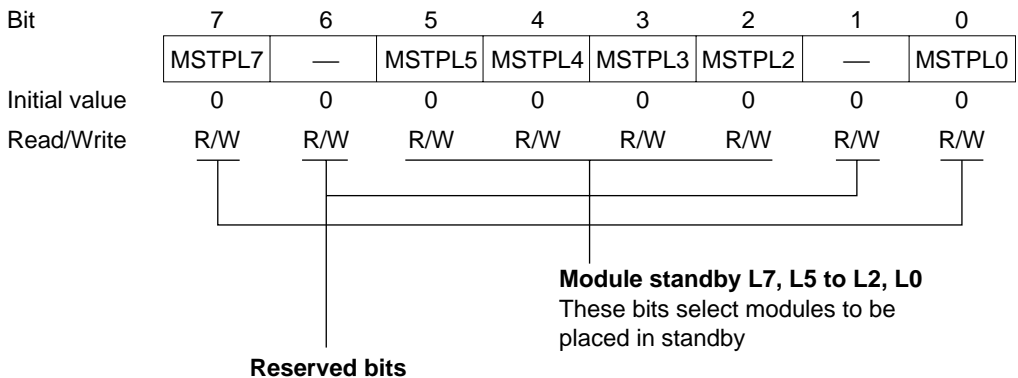 Bit 7 6 5 4 3 2 1 0
MSTPL7 — MSTPL5 MSTPL4 MSTPL3 MSTPL2 — MSTPL0
Initial value 0 0 0 0 0 0 0 0
Read/Write R/W R/W R/W R/W R/W R/W R/W R/W
Module standby L7, L5 to L2, L0
These bits select modules to be
placed in standby
Reserved bits